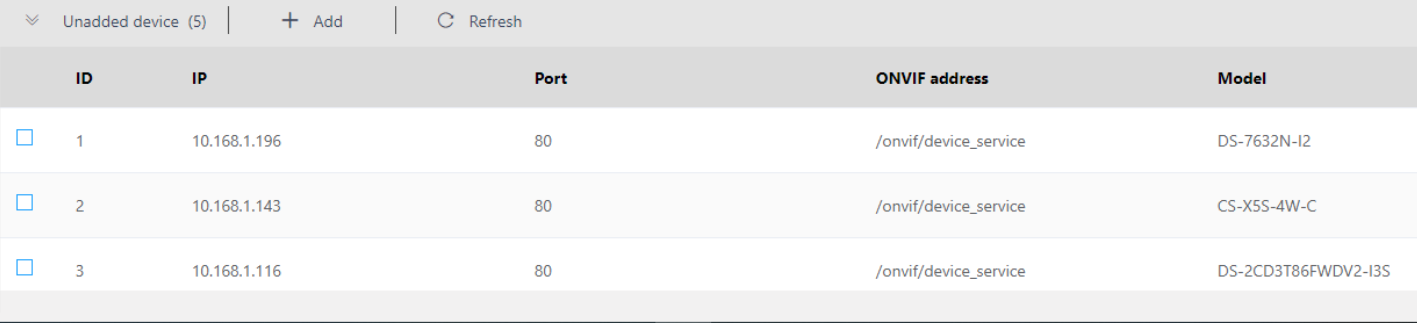 Unadded device (5) Add Refresh
ID IP Port ONVIF address Model
1 10.168.1.196 80 /onvif/device_service DS-7632N-I2
2 10.168.1.143 80 /onvif/device_service CS-X5S-4W-C
3 10.168.1.116 80 /onvif/device_service DS-2CD3T86FWDV2-I3S